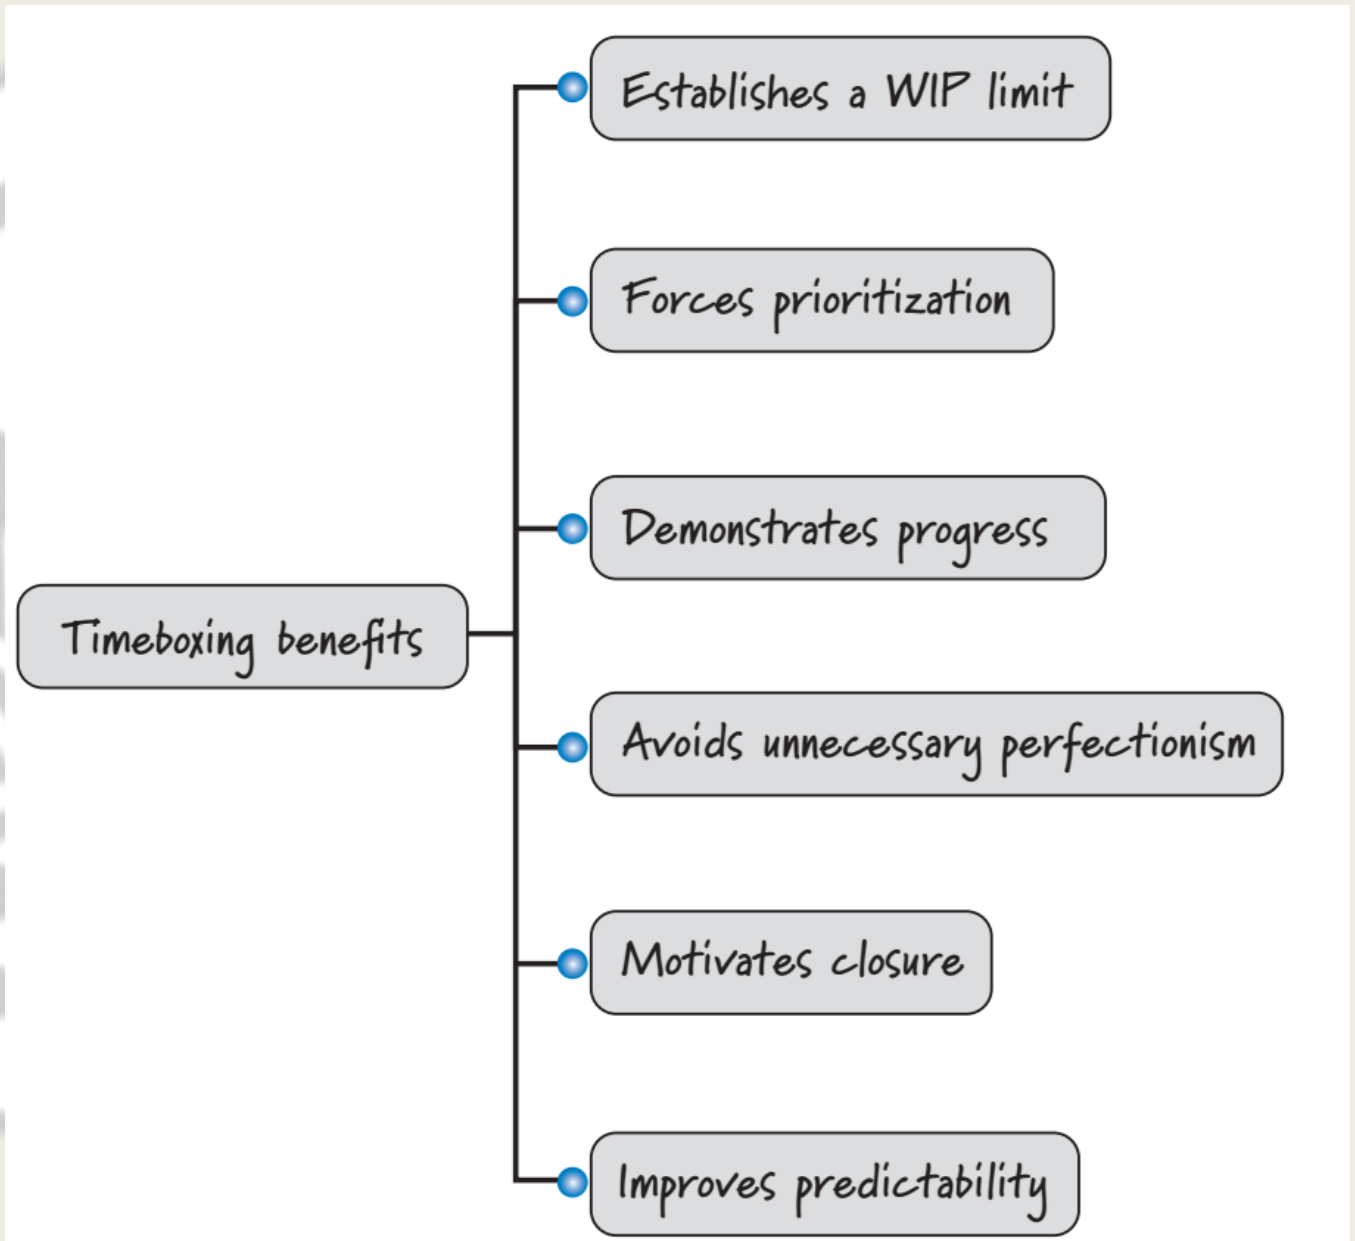 Establishes a WIP limit
Forces prioritization
Demonstrates progress
Timeboxing benefits
Avoids unnecessary perfectionism
Motivates closure
Improves predictability